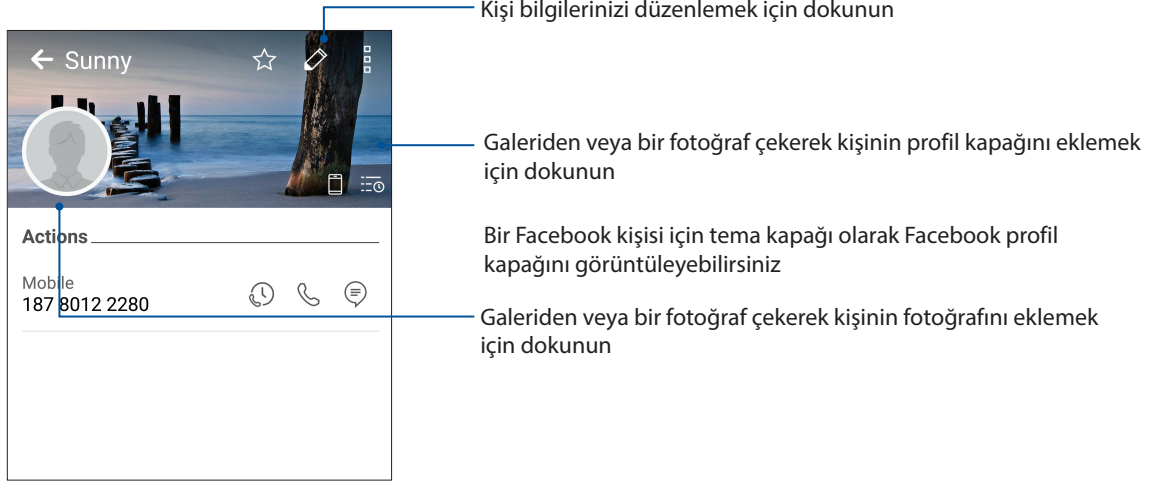 Kişi bilgilerinizi düzenlemek için dokunun
Sunny
Galeriden veya bir fotoğraf çekerek kişinin profil kapağını eklemek
için dokunun
Actions
Bir Facebook kişisi için tema kapağı olarak Facebook profil
kapağını görüntüleyebilirsiniz
Mobile
187 8012 2280
Galeriden veya bir fotoğraf çekerek kişinin fotoğrafını eklemek
için dokunun